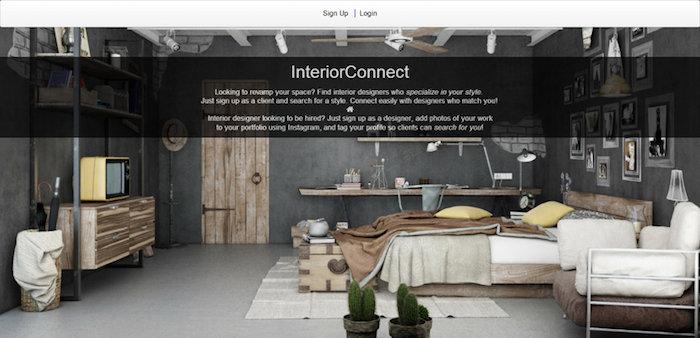 Sign Up | Login
InteriorConnect
Looking to revamp your space? Find interior designers who specialize in your style.
Just sign up as a client and search for a style. Connect easily with designers who match you!
Interior designer looking to be hired? Just sign up as a designer, add photos of your work
to your portfolio using Instagram, and tag your profile so clients can search for you!